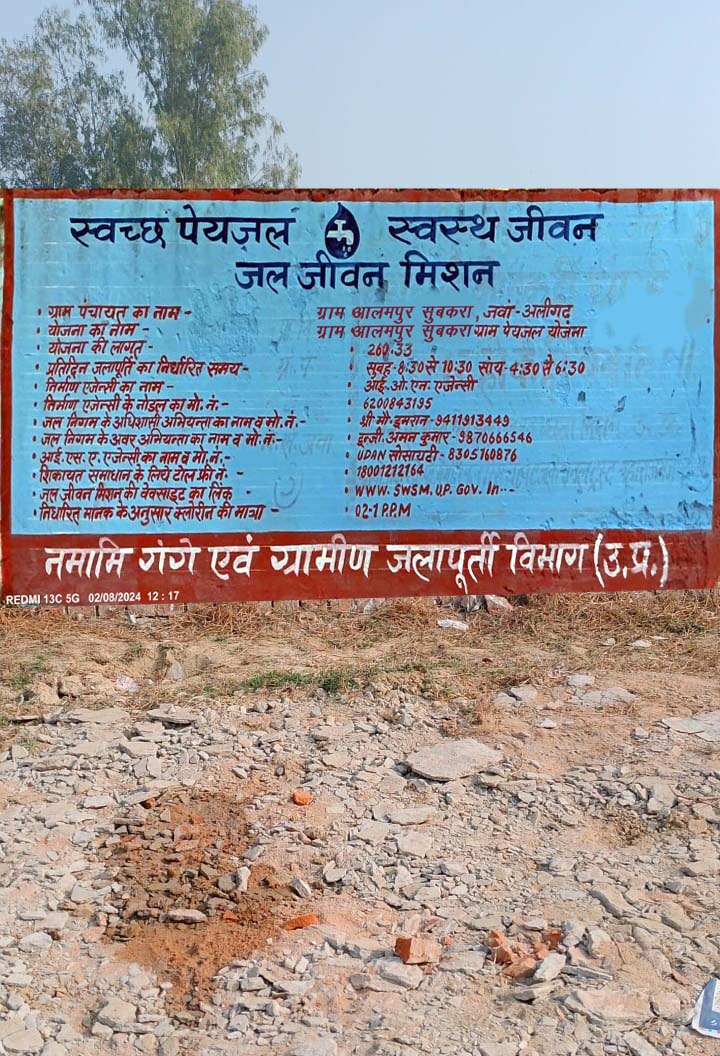 स्वच्छ पेयजल स्वस्थ जीवन
जल जीवन मिशन
• ग्राम पंचायत का नाम - ग्राम आलमपुर सुबकरा, जवाँ-अलीगढ़
• योजना का नाम - ग्राम आलमपुर सुबकरा ग्राम पेयजल योजना
• योजना की लागत - • 260.33
• प्रतिदिन जलापूर्ति का निर्धारित समय - • सुबह-8:30 से 10:30 साय-4:30 से 6:30
• निर्माण एजेन्सी का नाम - • आई.ओ.एन. एजेन्सी
• निर्माण एजेन्सी के नोडल का मो. नं.- • 6200843195
• जल निगम के अधिशासी अभियन्ता का नाम व मो. नं.- • श्री मौ. इमरान-9411913449
• जल निगम के अवर अभियन्ता का नाम व मो. नं.- • इन्जी. अमन कुमार-9870666546
• आई.एस.ए. एजेन्सी का नाम व मो. नं.- • UPAN सोसायटी-8305160876
• शिकायत समाधान के लिये टोल फ्री नं.- • 18001212164
• जल जीवन मिशन की वेबसाइट का लिंक- • WWW.SWSM.UP.GOV.In--
• निर्धारित मानक के अनुसार क्लोरीन की मात्रा - • 02-1 P.P.M
नमामि गंगे एवं ग्रामीण जलापूर्ती विभाग (उ.प्र.)
REDMI 13C 5G 02/08/2024 12:17